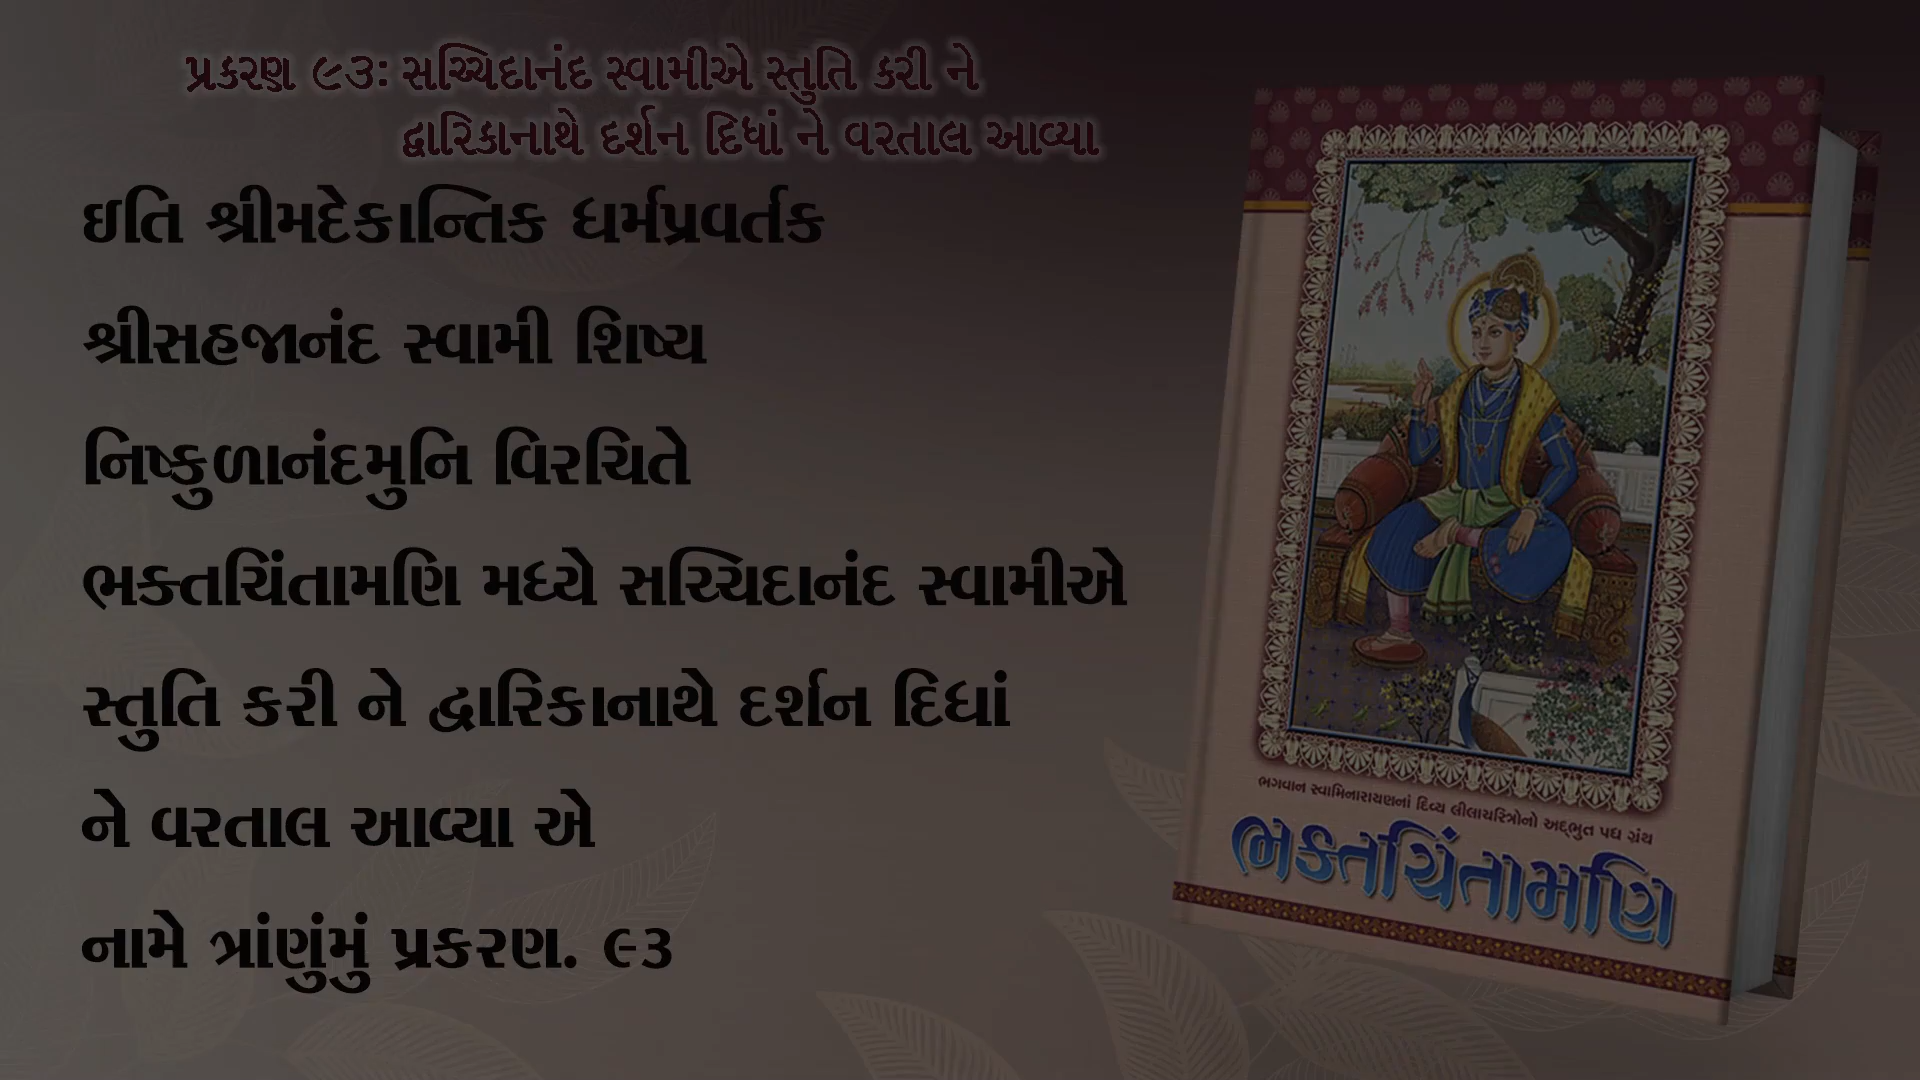 પ્રકરણ ૯૩: સચ્ચિદાનંદ સ્વામીએ સ્તુતિ કરી ને
દ્વારિકાનાથે દર્શન દિધાં ને વરતાલ આવ્યા
ઇતિ શ્રીમદેકાન્તિક ધર્મપ્રવર્તક
શ્રીસહજાનંદ સ્વામી શિષ્ય
નિષ્કુળાનંદમુનિ વિરચિતે
ભક્તચિંતામણિ મધ્યે સચ્ચિદાનંદ સ્વામીએ
સ્તુતિ કરી ને દ્વારિકાનાથે દર્શન દિધાં
ને વરતાલ આવ્યા એ
નામે ત્રાંણુંમું પ્રકરણ. ૯૩
ભગવાન સ્વામિનારાયણનાં દિવ્ય લીલાચરિત્રોનો અદ્ભુત પદ્ય ગ્રંથ
ભક્તચિંતામણિ